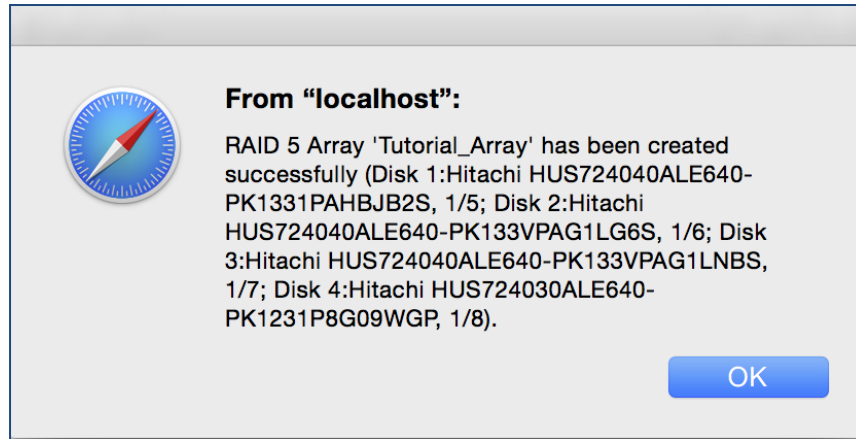 From “localhost”:
RAID 5 Array 'Tutorial_Array' has been created
successfully (Disk 1:Hitachi HUS724040ALE640-
PK1331PAHBJB2S, 1/5; Disk 2:Hitachi
HUS724040ALE640-PK133VPAG1LG6S, 1/6; Disk
3:Hitachi HUS724040ALE640-PK133VPAG1LNBS,
1/7; Disk 4:Hitachi HUS724030ALE640-
PK1231P8G09WGP, 1/8).
OK